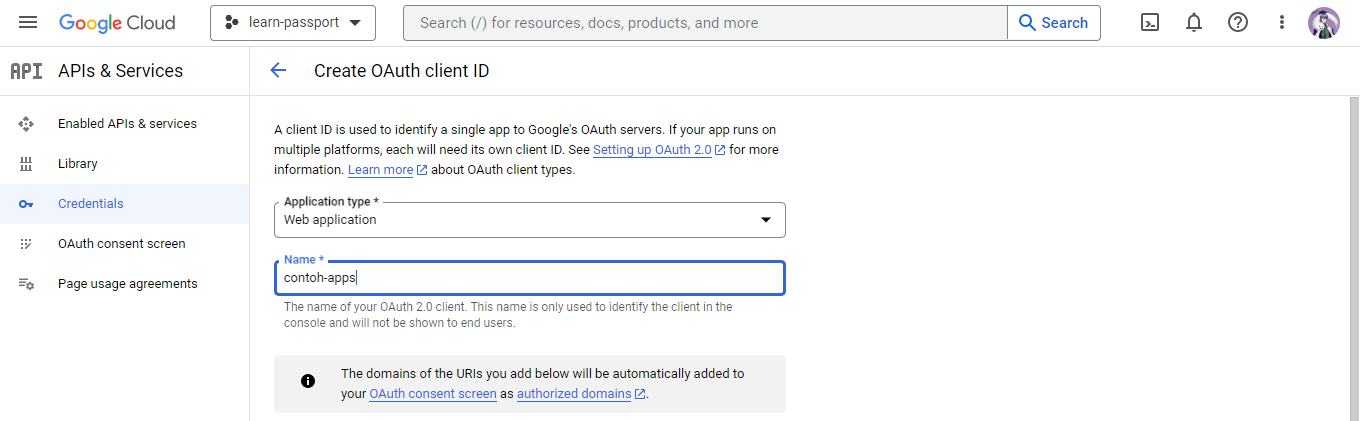 Google Cloud
learn-passport
Search (/) for resources, docs, products, and more
Search
API
APIs & Services
Create OAuth client ID
Enabled APIs & services
Library
Credentials
OAuth consent screen
Page usage agreements
A client ID is used to identify a single app to Google's OAuth servers. If your app runs on
multiple platforms, each will need its own client ID. See Setting up OAuth 2.0 for more
information. Learn more about OAuth client types.
Application type *
Web application
Name *
contoh-apps
The name of your OAuth 2.0 client. This name is only used to identify the client in the
console and will not be shown to end users.
The domains of the URIs you add below will be automatically added to
your OAuth consent screen as authorized domains.